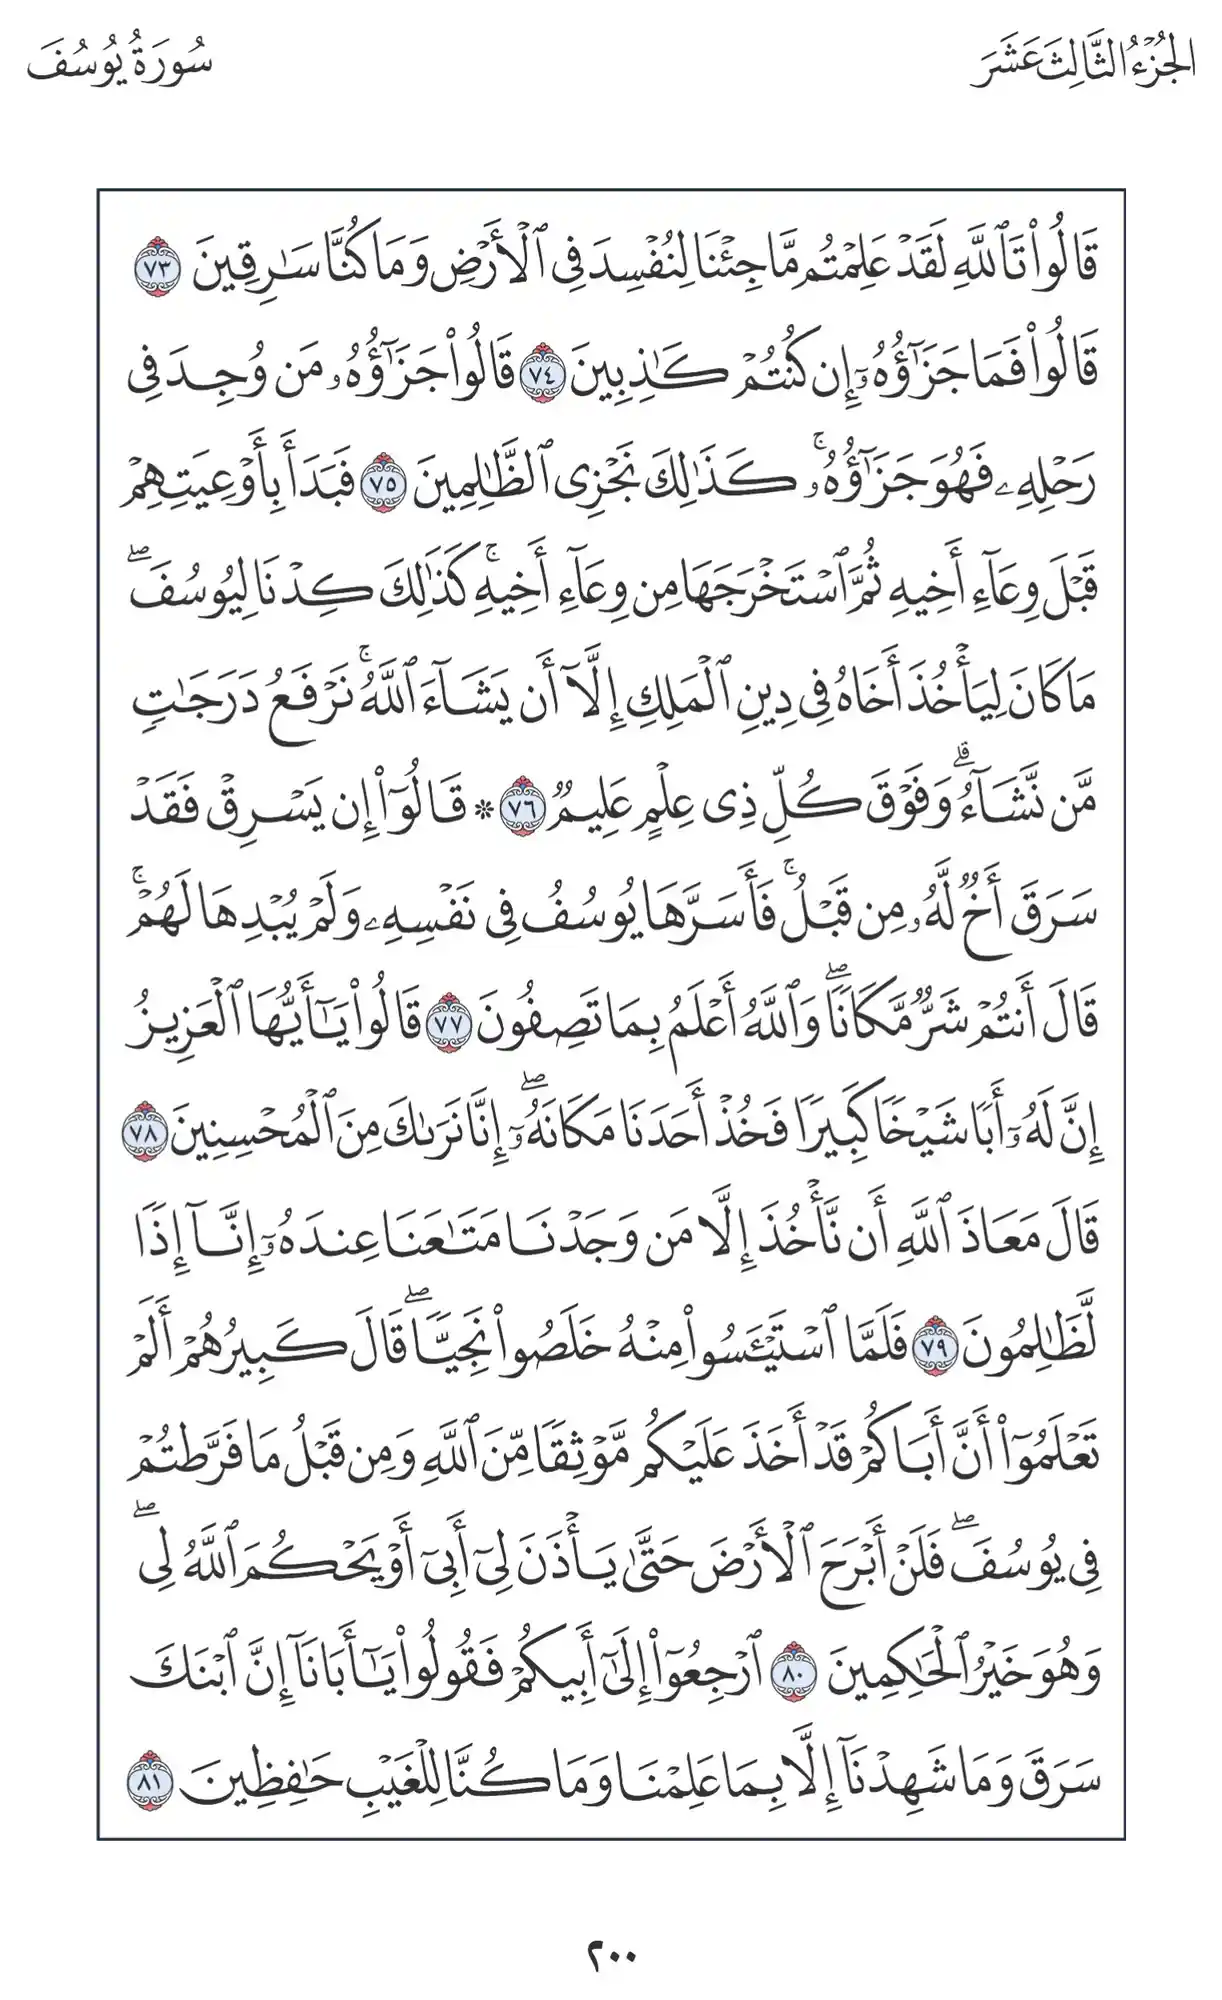 الجُزْءُ الثَّالِثَ عَشَرَ
سُورَةُ يُوسُفَ
قَالُواْ تَٱللَّهِ لَقَدۡ عَلِمۡتُم مَّا جِئۡنَا لِنُفۡسِدَ فِي ٱلۡأَرۡضِ وَمَا كُنَّا سَٰرِقِينَ ٧٣
قَالُواْ فَمَا جَزَٰٓؤُهُۥٓ إِن كُنتُمۡ كَٰذِبِينَ ٧٤ قَالُواْ جَزَٰٓؤُهُۥ مَن وُجِدَ فِي
رَحۡلِهِۦ فَهُوَ جَزَٰٓؤُهُۥۚ كَذَٰلِكَ نَجۡزِي ٱلظَّٰلِمِينَ ٧٥ فَبَدَأَ بِأَوۡعِيَتِهِمۡ
قَبۡلَ وِعَآءِ أَخِيهِ ثُمَّ ٱسۡتَخۡرَجَهَا مِن وِعَآءِ أَخِيهِۚ كَذَٰلِكَ كِدۡنَا لِيُوسُفَۖ
مَا كَانَ لِيَأۡخُذَ أَخَاهُ فِي دِينِ ٱلۡمَلِكِ إِلَّآ أَن يَشَآءَ ٱللَّهُۚ نَرۡفَعُ دَرَجَٰتٖ
مَّن نَّشَآءُۗ وَفَوۡقَ كُلِّ ذِي عِلۡمٍ عَلِيمٞ ٧٦ ۞ قَالُوٓاْ إِن يَسۡرِقۡ فَقَدۡ
سَرَقَ أَخٞ لَّهُۥ مِن قَبۡلُۚ فَأَسَرَّهَا يُوسُفُ فِي نَفۡسِهِۦ وَلَمۡ يُبۡدِهَا لَهُمۡۚ
قَالَ أَنتُمۡ شَرّٞ مَّكَانٗاۖ وَٱللَّهُ أَعۡلَمُ بِمَا تَصِفُونَ ٧٧ قَالُواْ يَٰٓأَيُّهَا ٱلۡعَزِيزُ
إِنَّ لَهُۥٓ أَبٗا شَيۡخٗا كَبِيرٗا فَخُذۡ أَحَدَنَا مَكَانَهُۥٓۖ إِنَّا نَرَىٰكَ مِنَ ٱلۡمُحۡسِنِينَ ٧٨
قَالَ مَعَاذَ ٱللَّهِ أَن نَّأۡخُذَ إِلَّا مَن وَجَدۡنَا مَتَٰعَنَا عِندَهُۥٓ إِنَّآ إِذٗا
لَّظَٰلِمُونَ ٧٩ فَلَمَّا ٱسۡتَيۡـَٔسُواْ مِنۡهُ خَلَصُواْ نَجِيّٗاۖ قَالَ كَبِيرُهُمۡ أَلَمۡ
تَعۡلَمُوٓاْ أَنَّ أَبَاكُمۡ قَدۡ أَخَذَ عَلَيۡكُم مَّوۡثِقٗا مِّنَ ٱللَّهِ وَمِن قَبۡلُ مَا فَرَّطتُمۡ
فِي يُوسُفَۖ فَلَنۡ أَبۡرَحَ ٱلۡأَرۡضَ حَتَّىٰ يَأۡذَنَ لِيٓ أَبِيٓ أَوۡ يَحۡكُمَ ٱللَّهُ لِيۖ
وَهُوَ خَيۡرُ ٱلۡحَٰكِمِينَ ٨٠ ٱرۡجِعُوٓاْ إِلَىٰٓ أَبِيكُمۡ فَقُولُواْ يَٰٓأَبَانَآ إِنَّ ٱبۡنَكَ
سَرَقَ وَمَا شَهِدۡنَآ إِلَّا بِمَا عَلِمۡنَا وَمَا كُنَّا لِلۡغَيۡبِ حَٰفِظِينَ ٨١
٢٠٠